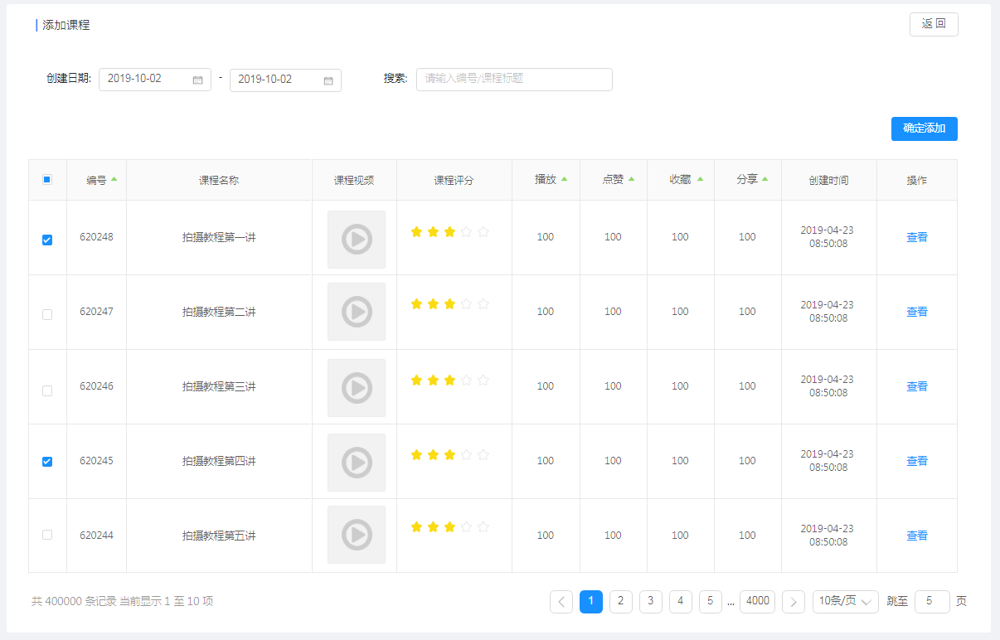 添加课程
返 回
创建日期: 2019-10-02 - 2019-10-02 搜索: 请输入编号/课程标题
确定添加
编号 课程名称 课程视频 课程评分 播放 点赞 收藏 分享 创建时间 操作
620248 拍摄教程第一讲 100 100 100 100 2019-04-23 08:50:08 查看
620247 拍摄教程第二讲 100 100 100 100 2019-04-23 08:50:08 查看
620246 拍摄教程第三讲 100 100 100 100 2019-04-23 08:50:08 查看
620245 拍摄教程第四讲 100 100 100 100 2019-04-23 08:50:08 查看
620244 拍摄教程第五讲 100 100 100 100 2019-04-23 08:50:08 查看
共 400000 条记录 当前显示 1 至 10 项 1 2 3 4 5 ... 4000 10条/页 跳至 5 页